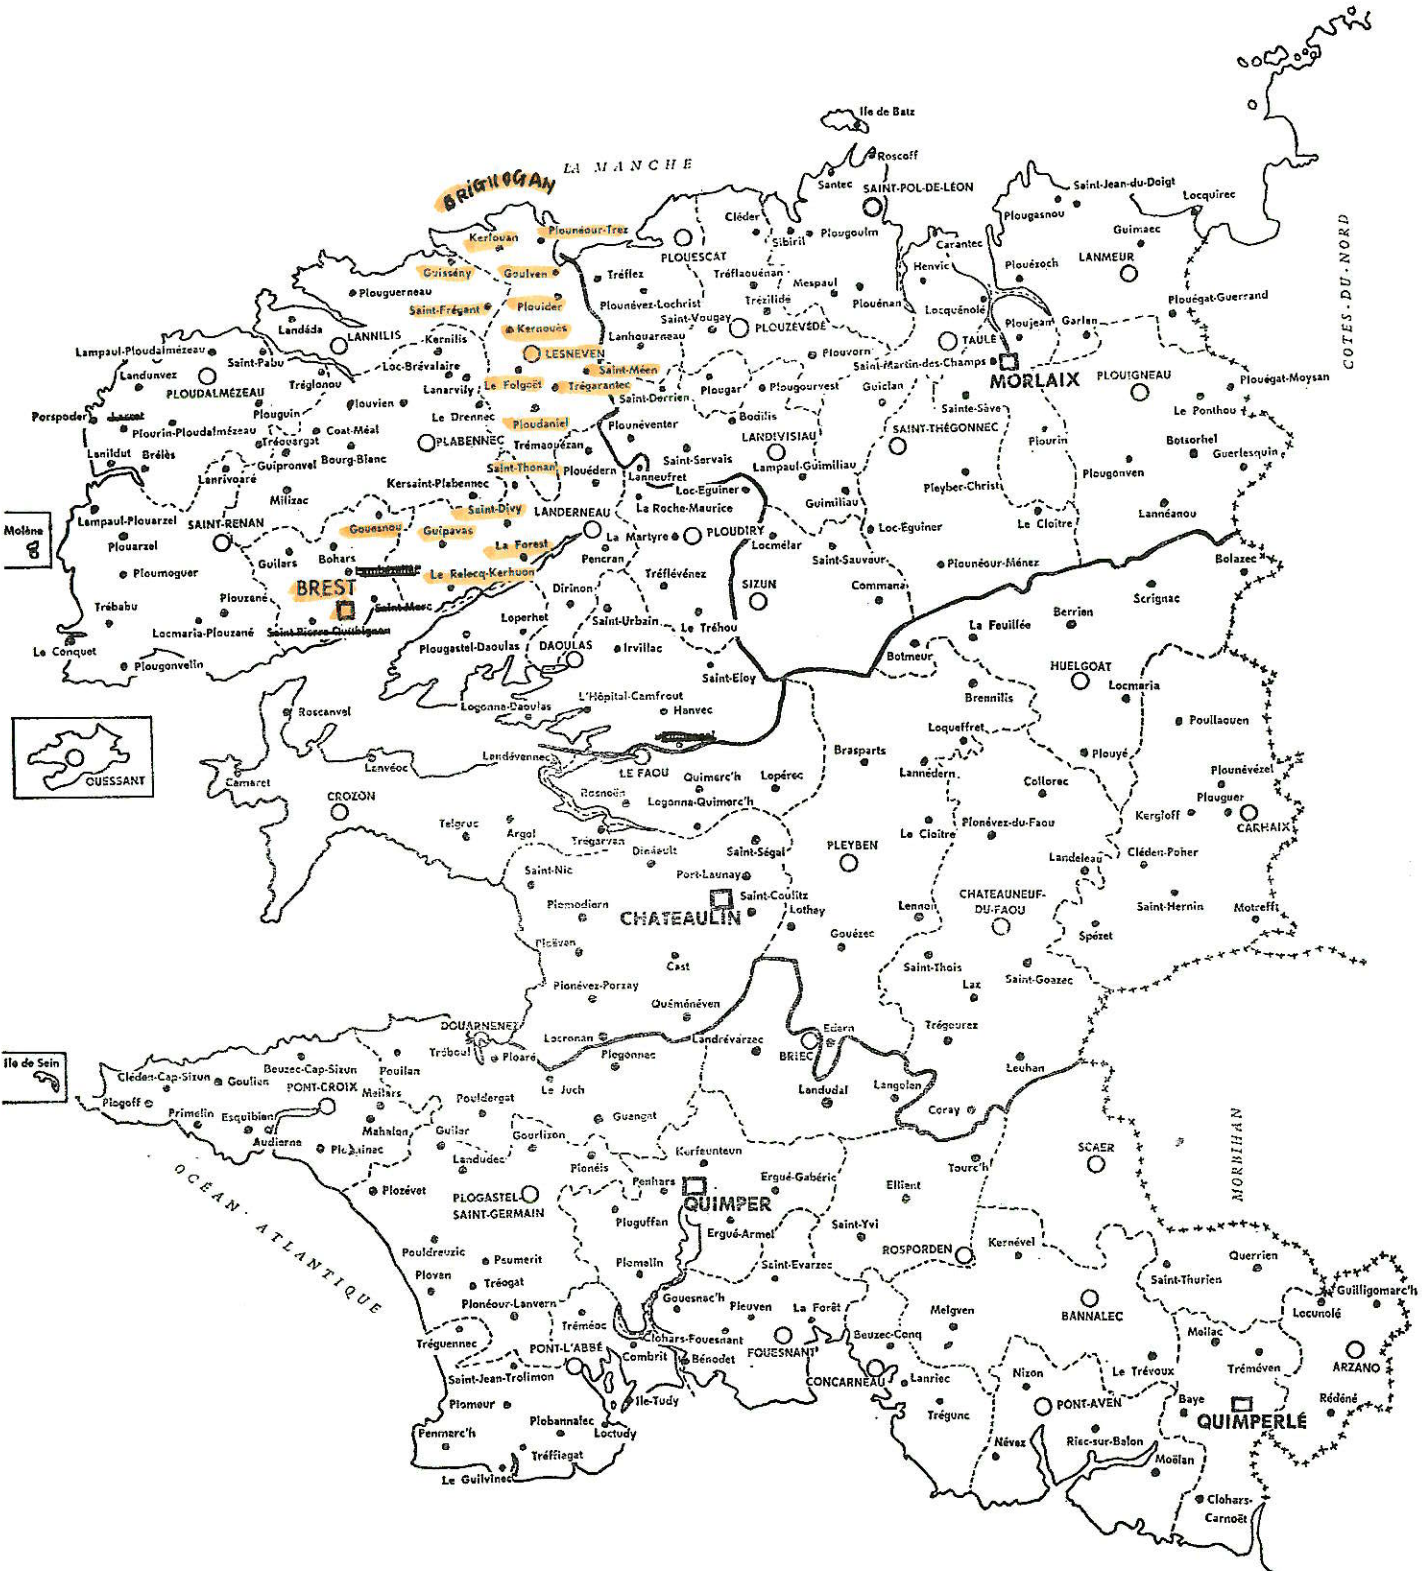 Ile de Batz
LA MANCHE
Roscoff
Santec
SAINT-POL-DE-LÉON
Saint-Jean-du-Doigt
Locquirec
BRIGNOGAN
Plougasnou
Cléder
Sibiril
Plougoulm
Guimaec
Kerlouan
Plounéour-Trez
Carantec
PLOUESCAT
LANMEUR
COTES-DU-NORD
Guissény
Goulven
Tréflez
Tréflaouénan
Mespaul
Henvic
Plouézoch
Plouguerneau
Saint-Frégant
Plouider
Plounévez-Lochrist
Trézilidé
Plouénan
Locquénolé
Plouégat-Guerrand
Landéda
LANNILIS
Kernilis
Kernouès
Saint-Vougay
PLOUZÉVÉDÉ
Lanhouarneau
TAULÉ
Ploujean
Garlan
Lampaul-Ploudalmézeau
Saint-Pabu
Loc-Brévalaire
LESNEVEN
Plouvorn
Saint-Martin-des-Champs
MORLAIX
PLOUIGNEAU
Plouégat-Moysan
Landunvez
PLOUDALMÉZEAU
Tréglonou
Lanarvily
Le Folgoët
Trégarantec
Saint-Méen
Saint-Derrien
Plougar
Plougourvest
Guiclan
Porspoder
Larret
Plouguin
Plouvien
Le Drennec
Ploudaniel
Plounéventer
Bodilis
Sainte-Sève
Le Ponthou
Plourin-Ploudalmézeau
Tréouargat
Coat-Méal
PLABENNEC
Trémaouézan
LANDIVISIAU
SAINT-THÉGONNEC
Plourin
Botsorhel
Lanildut
Brélès
Guipronvel
Bourg-Blanc
Saint-Thonan
Plouédern
Saint-Servais
Lampaul-Guimiliau
Plougonven
Guerlesquin
Lanrivoaré
Milizac
Kersaint-Plabennec
Lanneufret
Loc-Eguiner
Guimiliau
Pleyber-Christ
Lampaul-Plouarzel
SAINT-RENAN
Saint-Divy
LANDERNEAU
La Roche-Maurice
Le Cloître
Lannéanou
Molène
Gouesnou
Guipavas
La Martyre
PLOUDIRY
Loc-Eguiner
Plouarzel
Guilars
Bohars
La Forest
Pencran
Locmélar
Saint-Sauveur
Plounéour-Ménez
Bolazec
Ploumoguer
BREST
Le Relecq-Kerhuon
Dirinon
Tréflévénez
SIZUN
Commana
Scrignac
Trébabu
Plouzané
Saint-Marc
Loperhet
Saint-Urbain
Le Tréhou
Berrien
Locmaria-Plouzané
Saint-Pierre-Quilbignon
La Feuillée
Le Conquet
Plougonvelin
Plougastel-Daoulas
DAOULAS
Irvillac
Botmeur
Saint-Eloy
HUELGOAT
Locmaria
L'Hôpital-Camfrout
Brennilis
Roscanvel
Logonna-Daoulas
Hanvec
Loqueffret
Poullaouen
OUESSANT
Lanvéoc
Landévennec
LE FAOU
Brasparts
Plouyé
Camaret
CROZON
Rosnoën
Quimerc'h
Lopérec
Lannédern
Collorec
Plounévézel
Logonna-Quimerc'h
Plouguer
Kergloff
CARHAIX
Telgruc
Argol
Trégarvan
Le Cloître
Plonévez-du-Faou
Dinéault
Saint-Ségal
PLEYBEN
Landeleau
Cléden-Poher
Saint-Nic
Port-Launay
Plomodiern
CHATEAULIN
Saint-Coulitz
Lothey
Lennon
CHATEAUNEUF-
DU-FAOU
Saint-Hernin
Motreff
Ploéven
Cast
Gouézec
Spézet
Plonévez-Porzay
Saint-Thois
Laz
Saint-Goazec
Quéménéven
DOUARNENEZ
Locronan
Landrévarzec
Edern
BRIEC
Trégourez
Ile de Sein
Tréboul
Ploaré
Plogonnec
Leuhan
Cléden-Cap-Sizun
Goulien
Beuzec-Cap-Sizun
Poullan
Le Juch
Landudal
Langolen
Plogoff
PONT-CROIX
Meilars
Pouldergat
Coray
Primelin
Esquibien
Audierne
Mahalon
Guiler
Gourlizon
Guengat
Plouhinec
Landudec
Plonéis
Kerfeunteun
Tourc'h
SCAER
MORBIHAN
OCÉAN ATLANTIQUE
Plozévet
PLOGASTEL-
SAINT-GERMAIN
Penhars
QUIMPER
Ergué-Gabéric
Elliant
Pluguffan
Ergué-Armel
Saint-Yvi
ROSPORDEN
Kernével
Pouldreuzic
Peumerit
Plomelin
Saint-Evarzec
Querrien
Plovan
Tréogat
Saint-Thurien
Plonéour-Lanvern
Gouesnac'h
Pleuven
La Forêt
Melgven
BANNALEC
Locunolé
Guilligomarc'h
Tréguennec
Tréméoc
Clohars-Fouesnant
FOUESNANT
Beuzec-Conq
Mellac
PONT-L'ABBÉ
Combrit
Bénodet
Saint-Jean-Trolimon
CONCARNEAU
Lanriec
Nizon
Le Trévoux
Tréméven
ARZANO
Plomeur
Ile-Tudy
Trégunc
PONT-AVEN
Baye
QUIMPERLÉ
Rédéné
Penmarc'h
Plobannalec
Loctudy
Névez
Riec-sur-Belon
Tréffiagat
Moëlan
Le Guilvinec
Clohars-
Carnoët